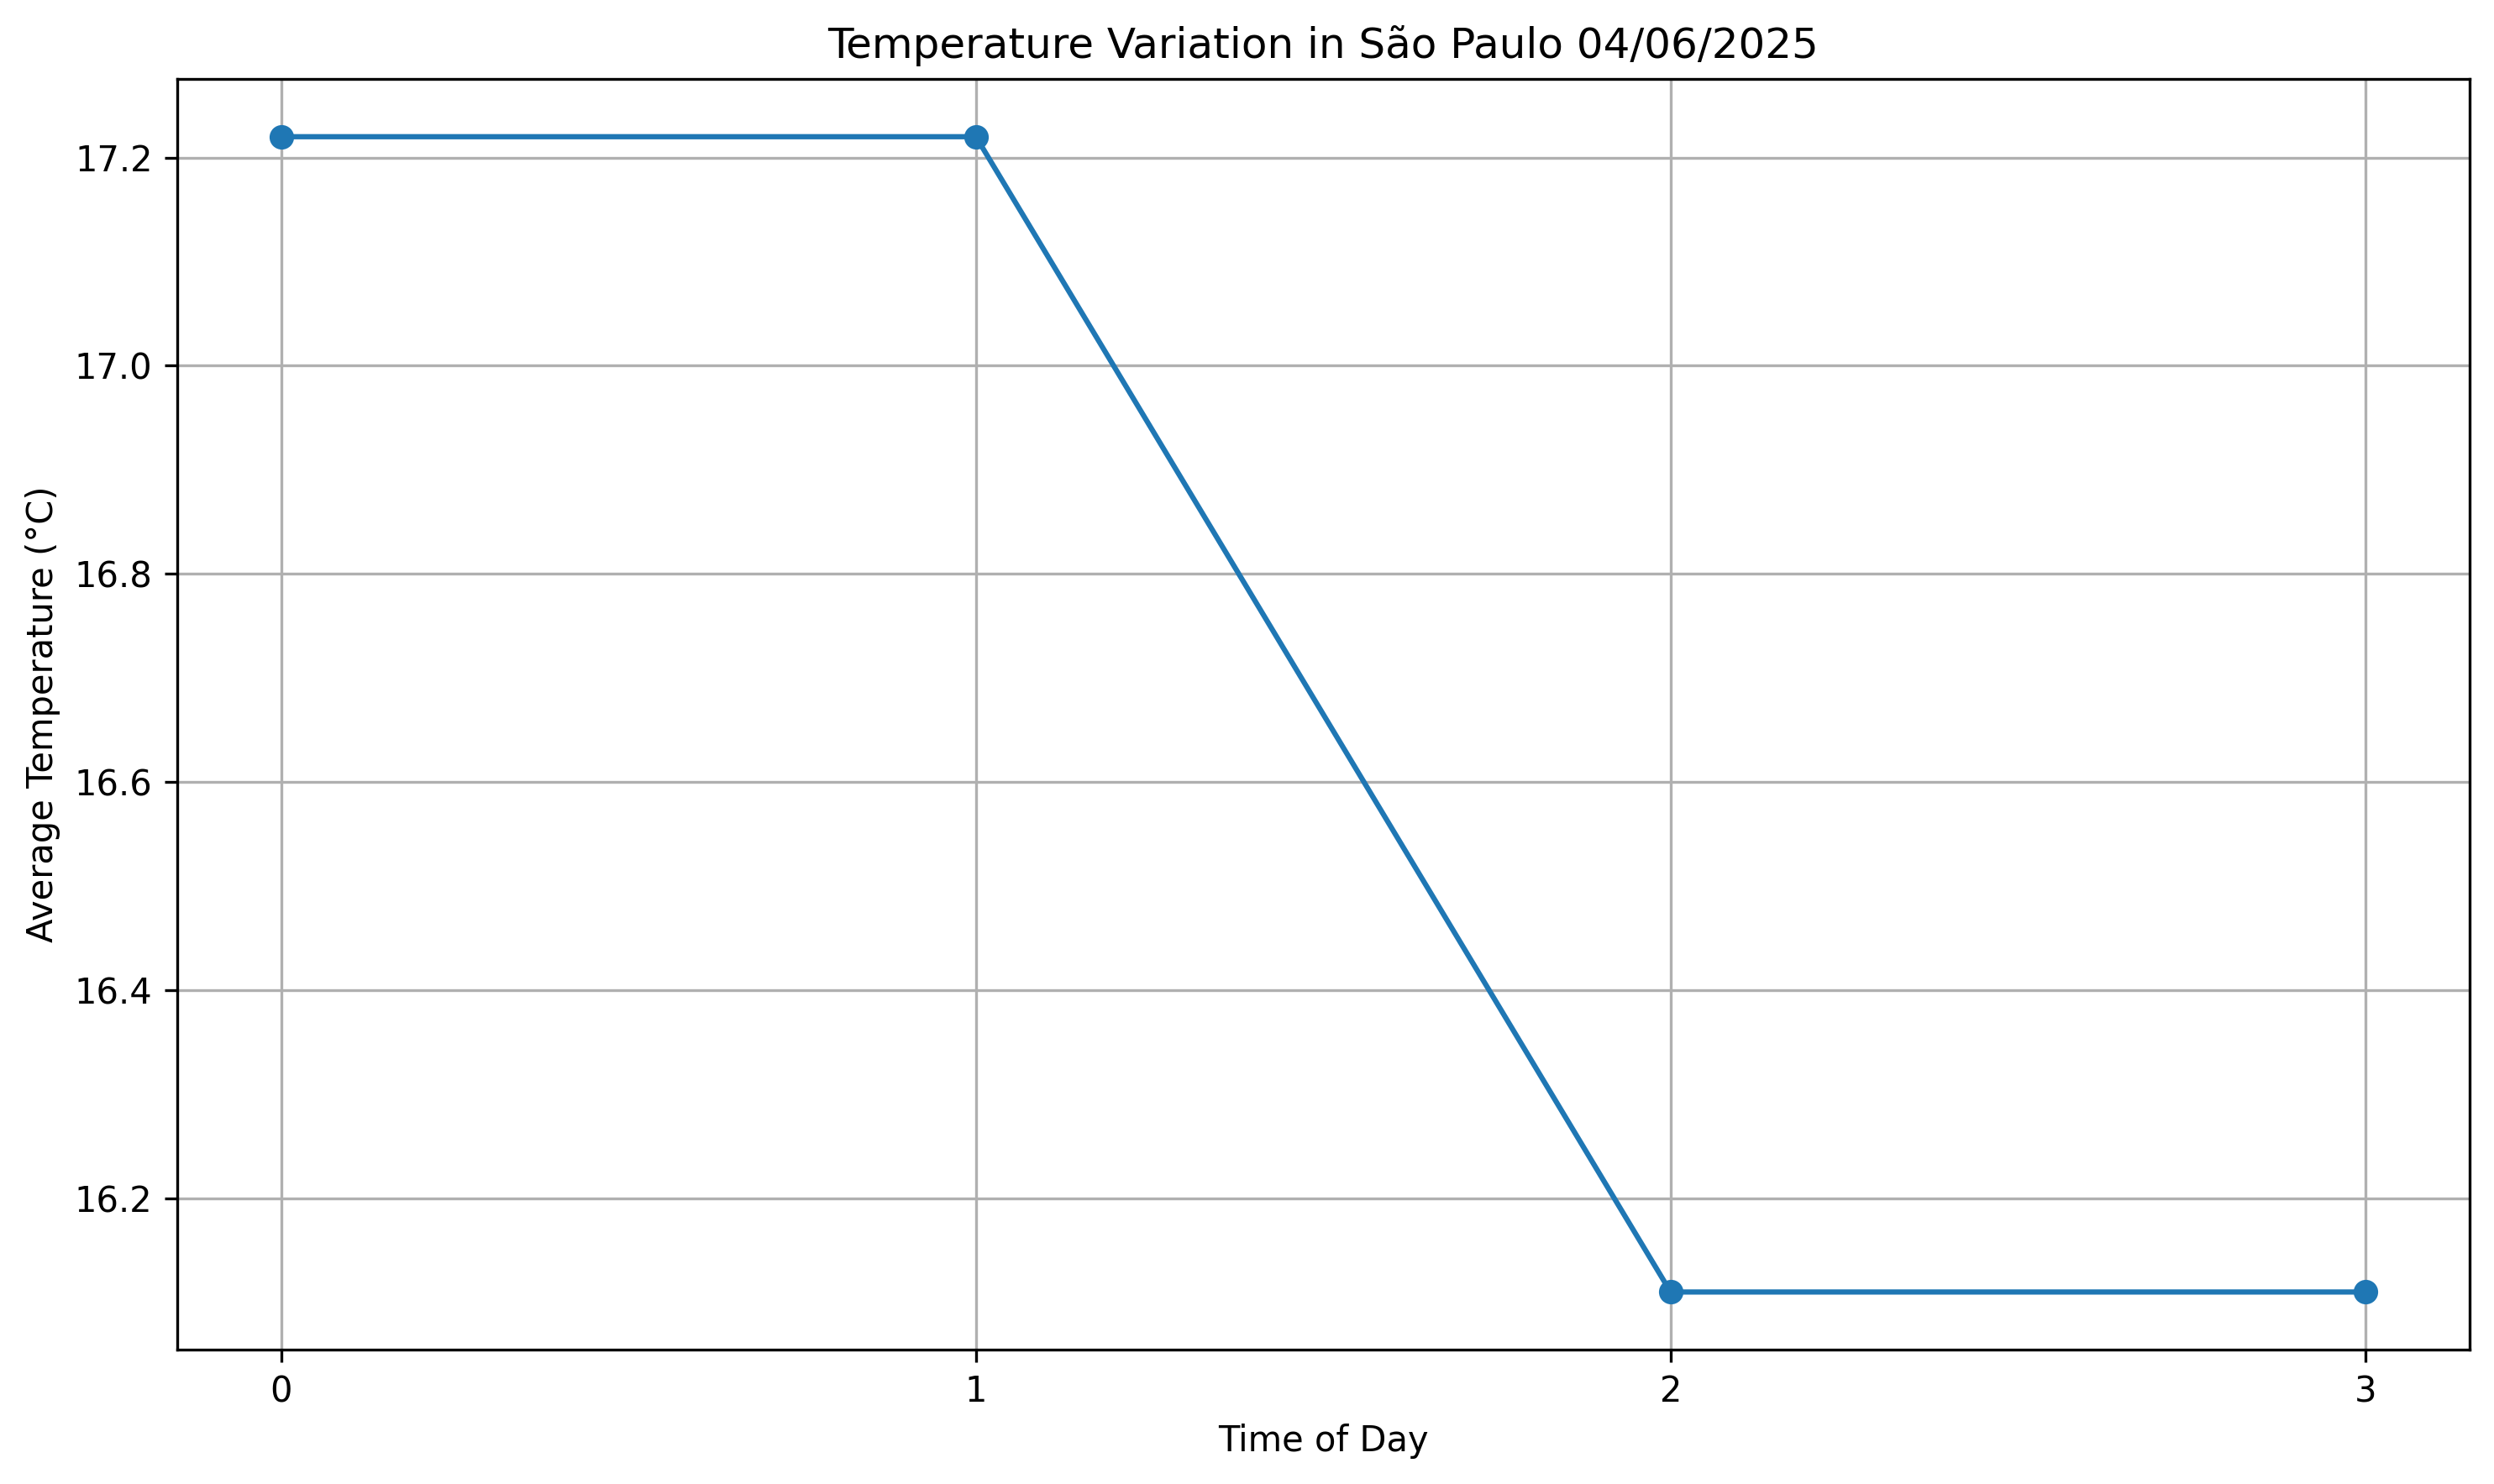 Temperature Variation in São Paulo 04/06/2025
17.2
17.0
16.8
16.6
16.4
16.2
Average Temperature (°C)
0 1 2 3
Time of Day